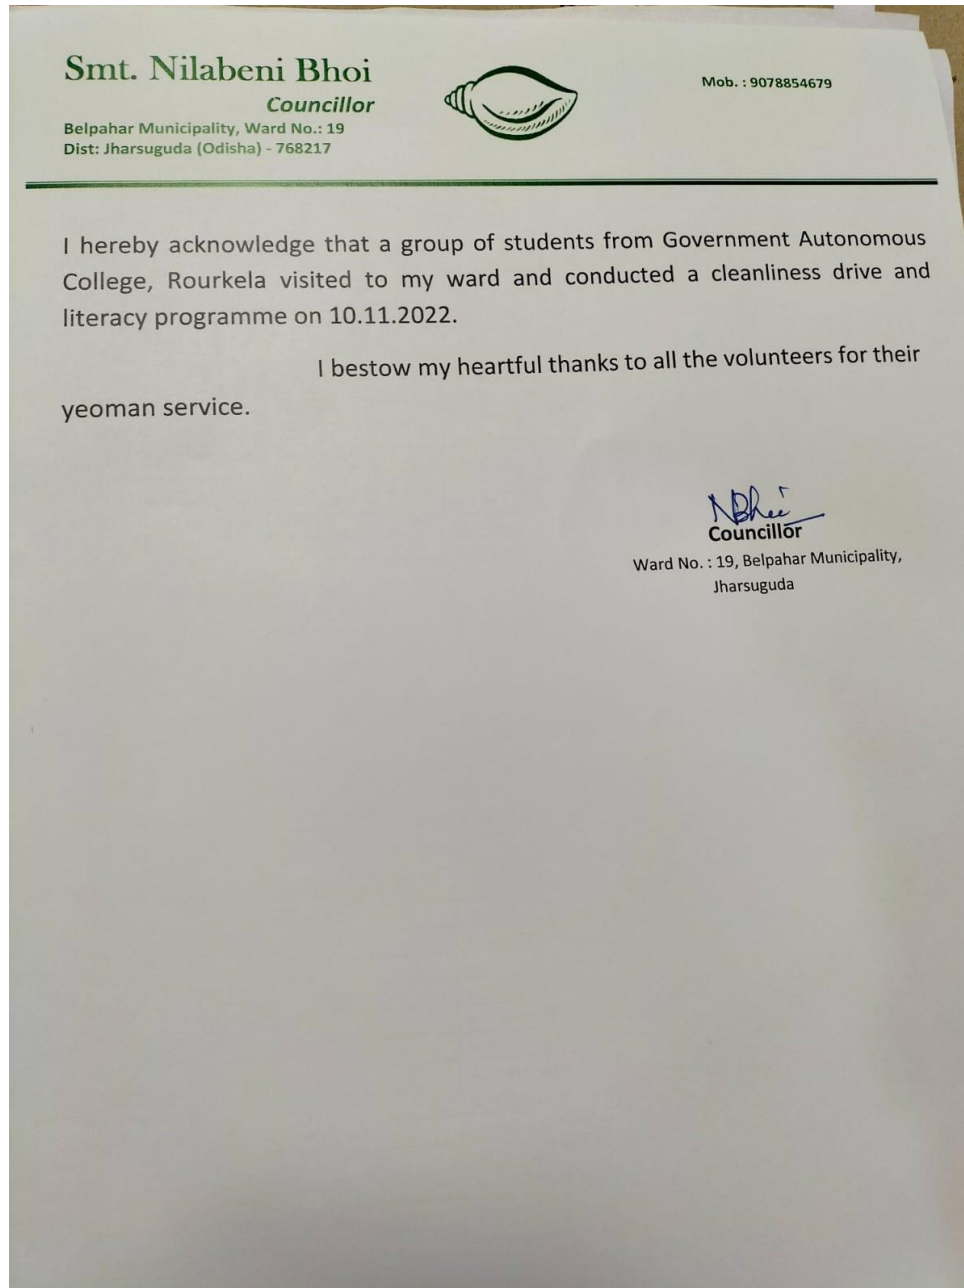 Smt. Nilabeni Bhoi
Councillor
Belpahar Municipality, Ward No.: 19
Dist: Jharsuguda (Odisha) - 768217
Mob. : 9078854679
I hereby acknowledge that a group of students from Government Autonomous
College, Rourkela visited to my ward and conducted a cleanliness drive and
literacy programme on 10.11.2022.
I bestow my heartful thanks to all the volunteers for their
yeoman service.
NBhoi
Councillor
Ward No. : 19, Belpahar Municipality,
Jharsuguda